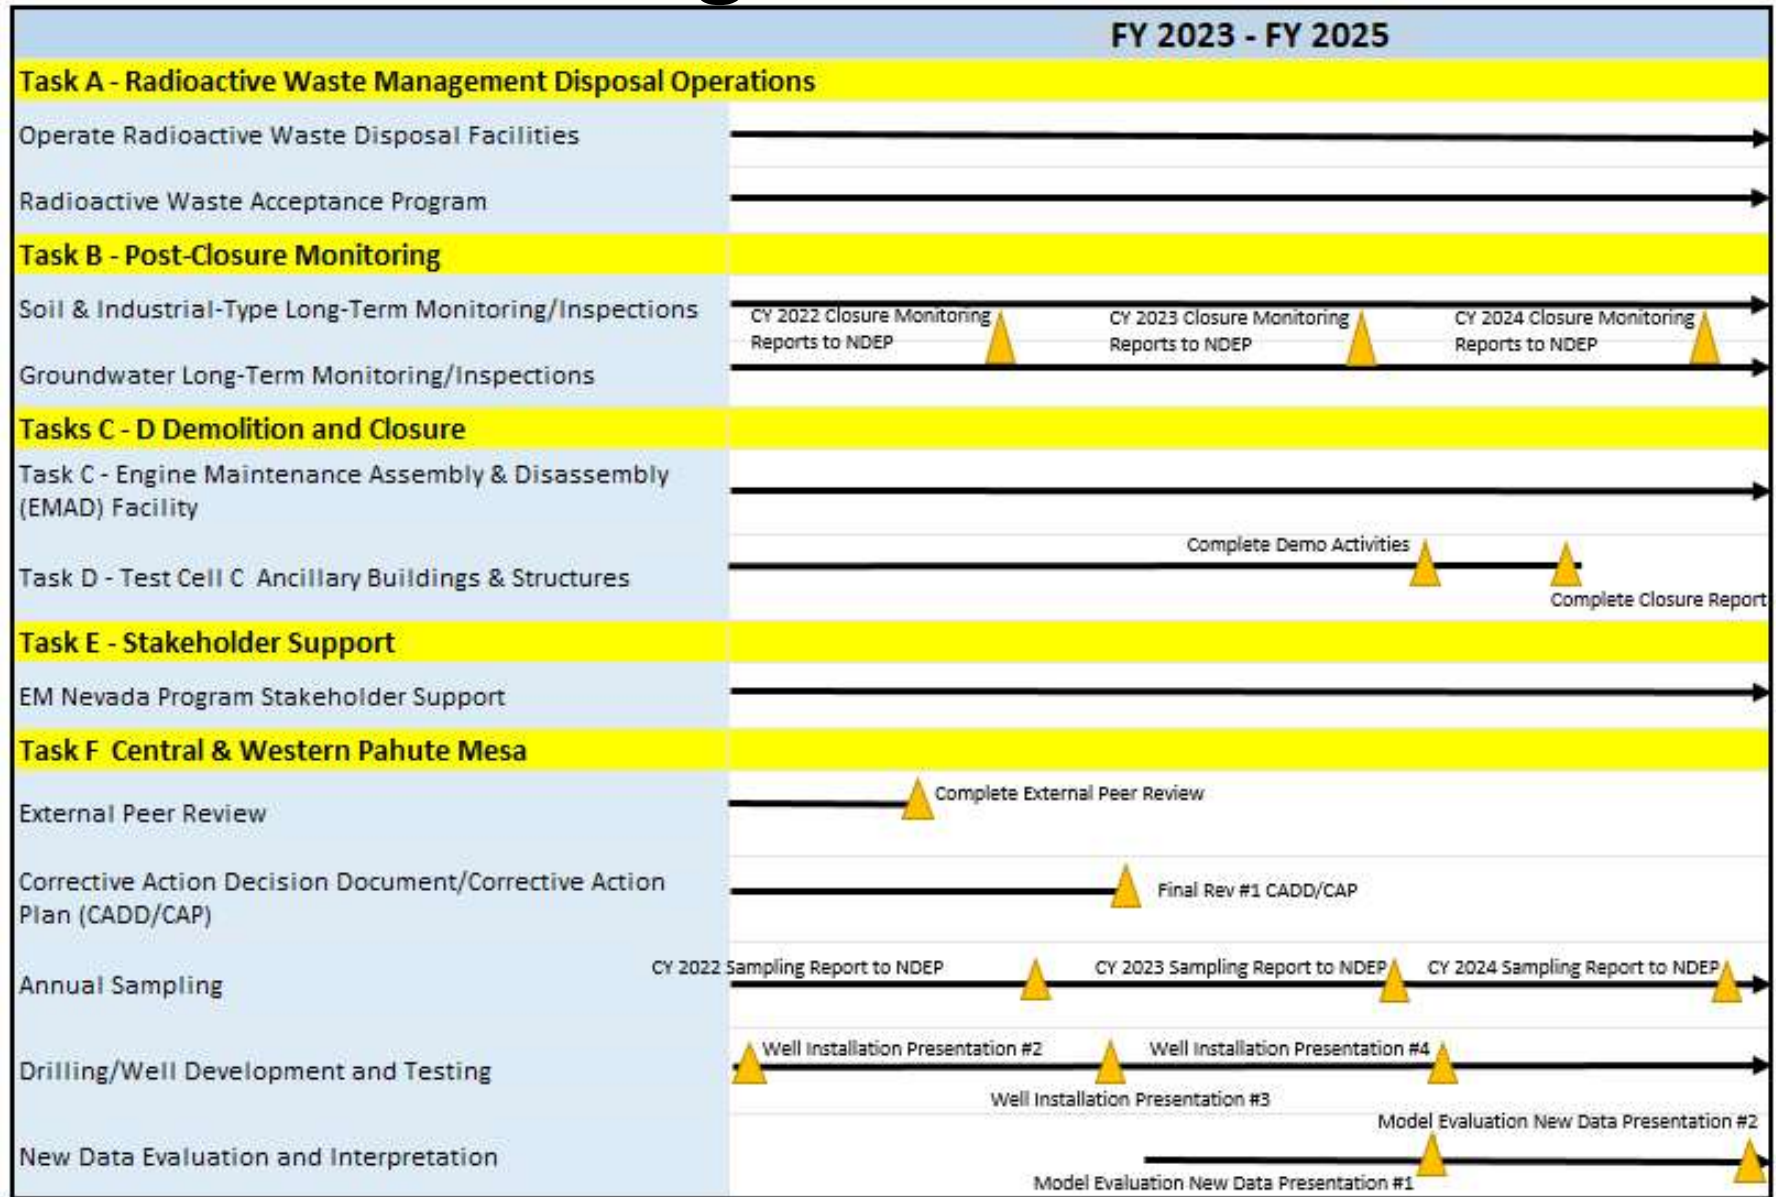 FY 2023 - FY 2025
Task A - Radioactive Waste Management Disposal Operations
Operate Radioactive Waste Disposal Facilities
Radioactive Waste Acceptance Program
Task B - Post-Closure Monitoring
Soil & Industrial-Type Long-Term Monitoring/Inspections
CY 2022 Closure Monitoring
Reports to NDEP
CY 2023 Closure Monitoring
Reports to NDEP
CY 2024 Closure Monitoring
Reports to NDEP
Groundwater Long-Term Monitoring/Inspections
Tasks C - D Demolition and Closure
Task C - Engine Maintenance Assembly & Disassembly
(EMAD) Facility
Complete Demo Activities
Task D - Test Cell C Ancillary Buildings & Structures
Complete Closure Report
Task E - Stakeholder Support
EM Nevada Program Stakeholder Support
Task F Central & Western Pahute Mesa
Complete External Peer Review
External Peer Review
Corrective Action Decision Document/Corrective Action
Plan (CADD/CAP)
Final Rev #1 CADD/CAP
CY 2022 Sampling Report to NDEP
CY 2023 Sampling Report to NDEP
CY 2024 Sampling Report to NDEP
Annual Sampling
Well Installation Presentation #2
Well Installation Presentation #4
Drilling/Well Development and Testing
Well Installation Presentation #3
Model Evaluation New Data Presentation #2
New Data Evaluation and Interpretation
Model Evaluation New Data Presentation #1